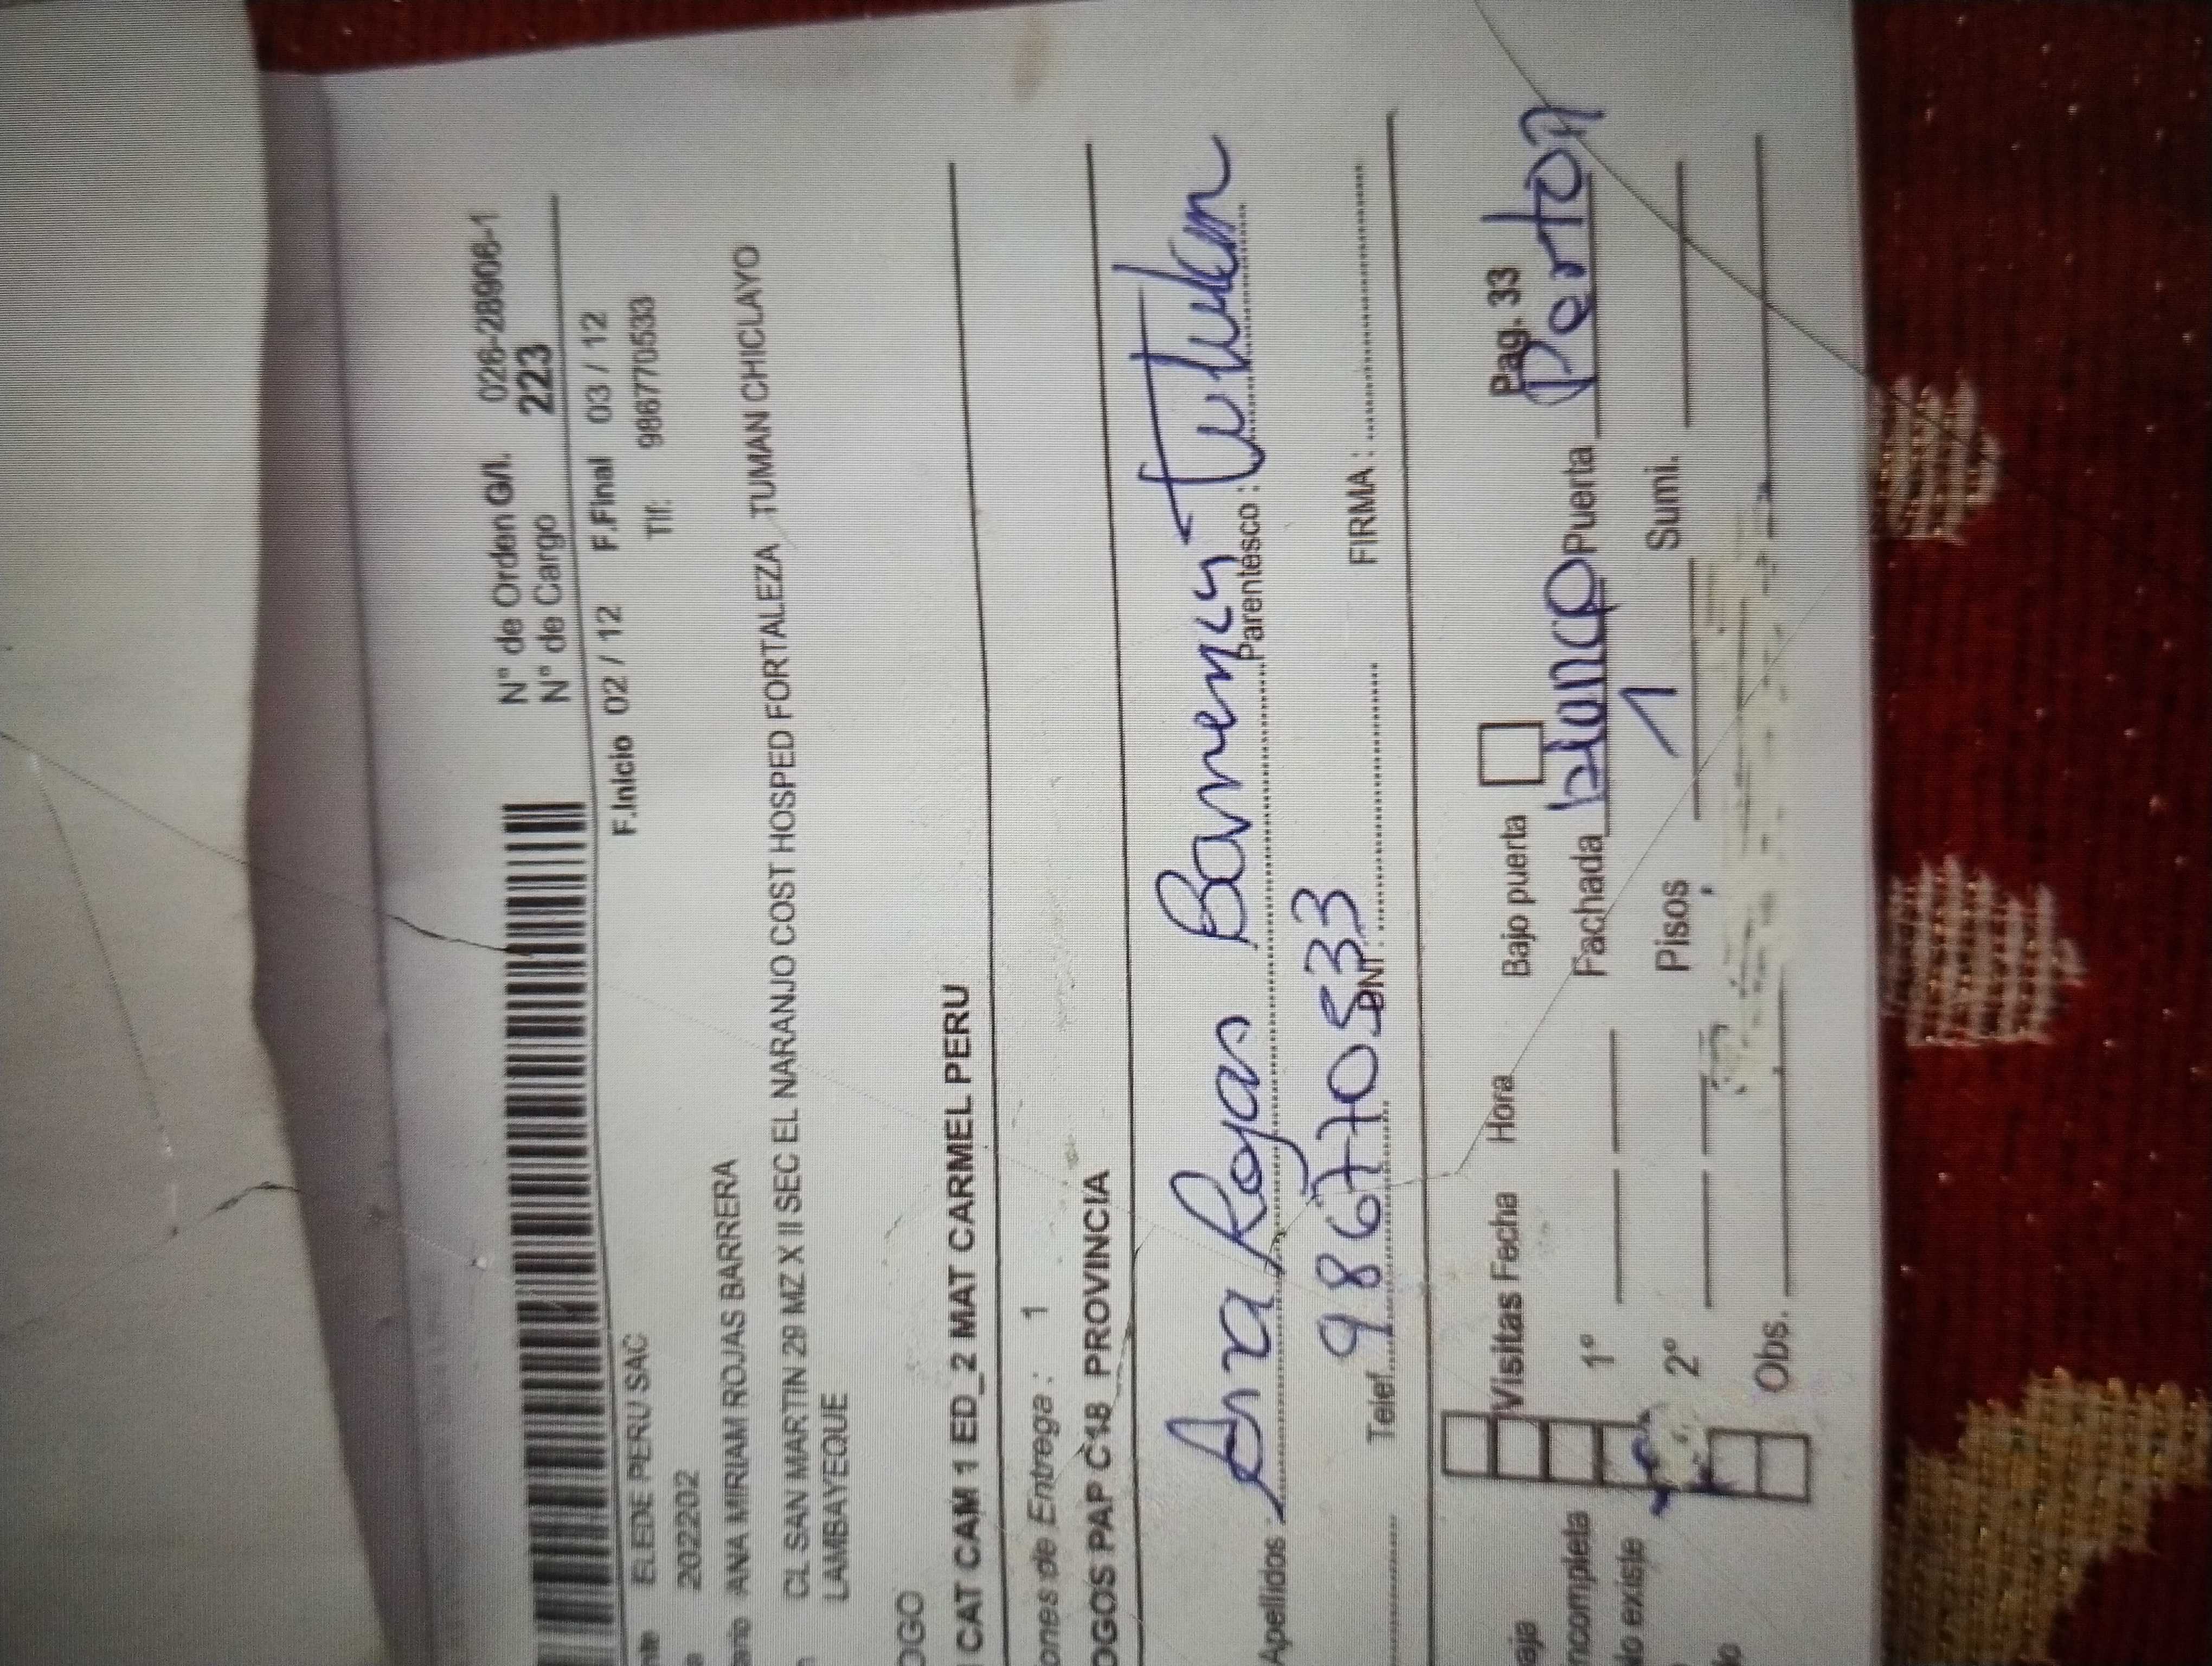 N° de Orden G/I. 026-28906-1
N° de Cargo 223
F.Inicio 02 / 12 F.Final 03 / 12
ELEDE PERU SAC Tlf: 986770533
202202
ANA MIRIAM ROJAS BARRERA
CL SAN MARTIN 29 MZ X II SEC EL NARANJO COST HOSPED FORTALEZA TUMAN CHICLAYO
LAMBAYEQUE
OGO
CAT CAM 1 ED_2 MAT CARMEL PERU
ones de Entrega : 1
OGOS PAP C18 PROVINCIA
Apellidos : Ana Rojas Parentesco : titular
Telef. 986770533 DNI : FIRMA :
Pag. 33
Visitas Fecha Hora Bajo puerta
ncompleta 1° Fachada blanco Puerta Porton
lo existe 2° Pisos 1 Sumi.
Obs.